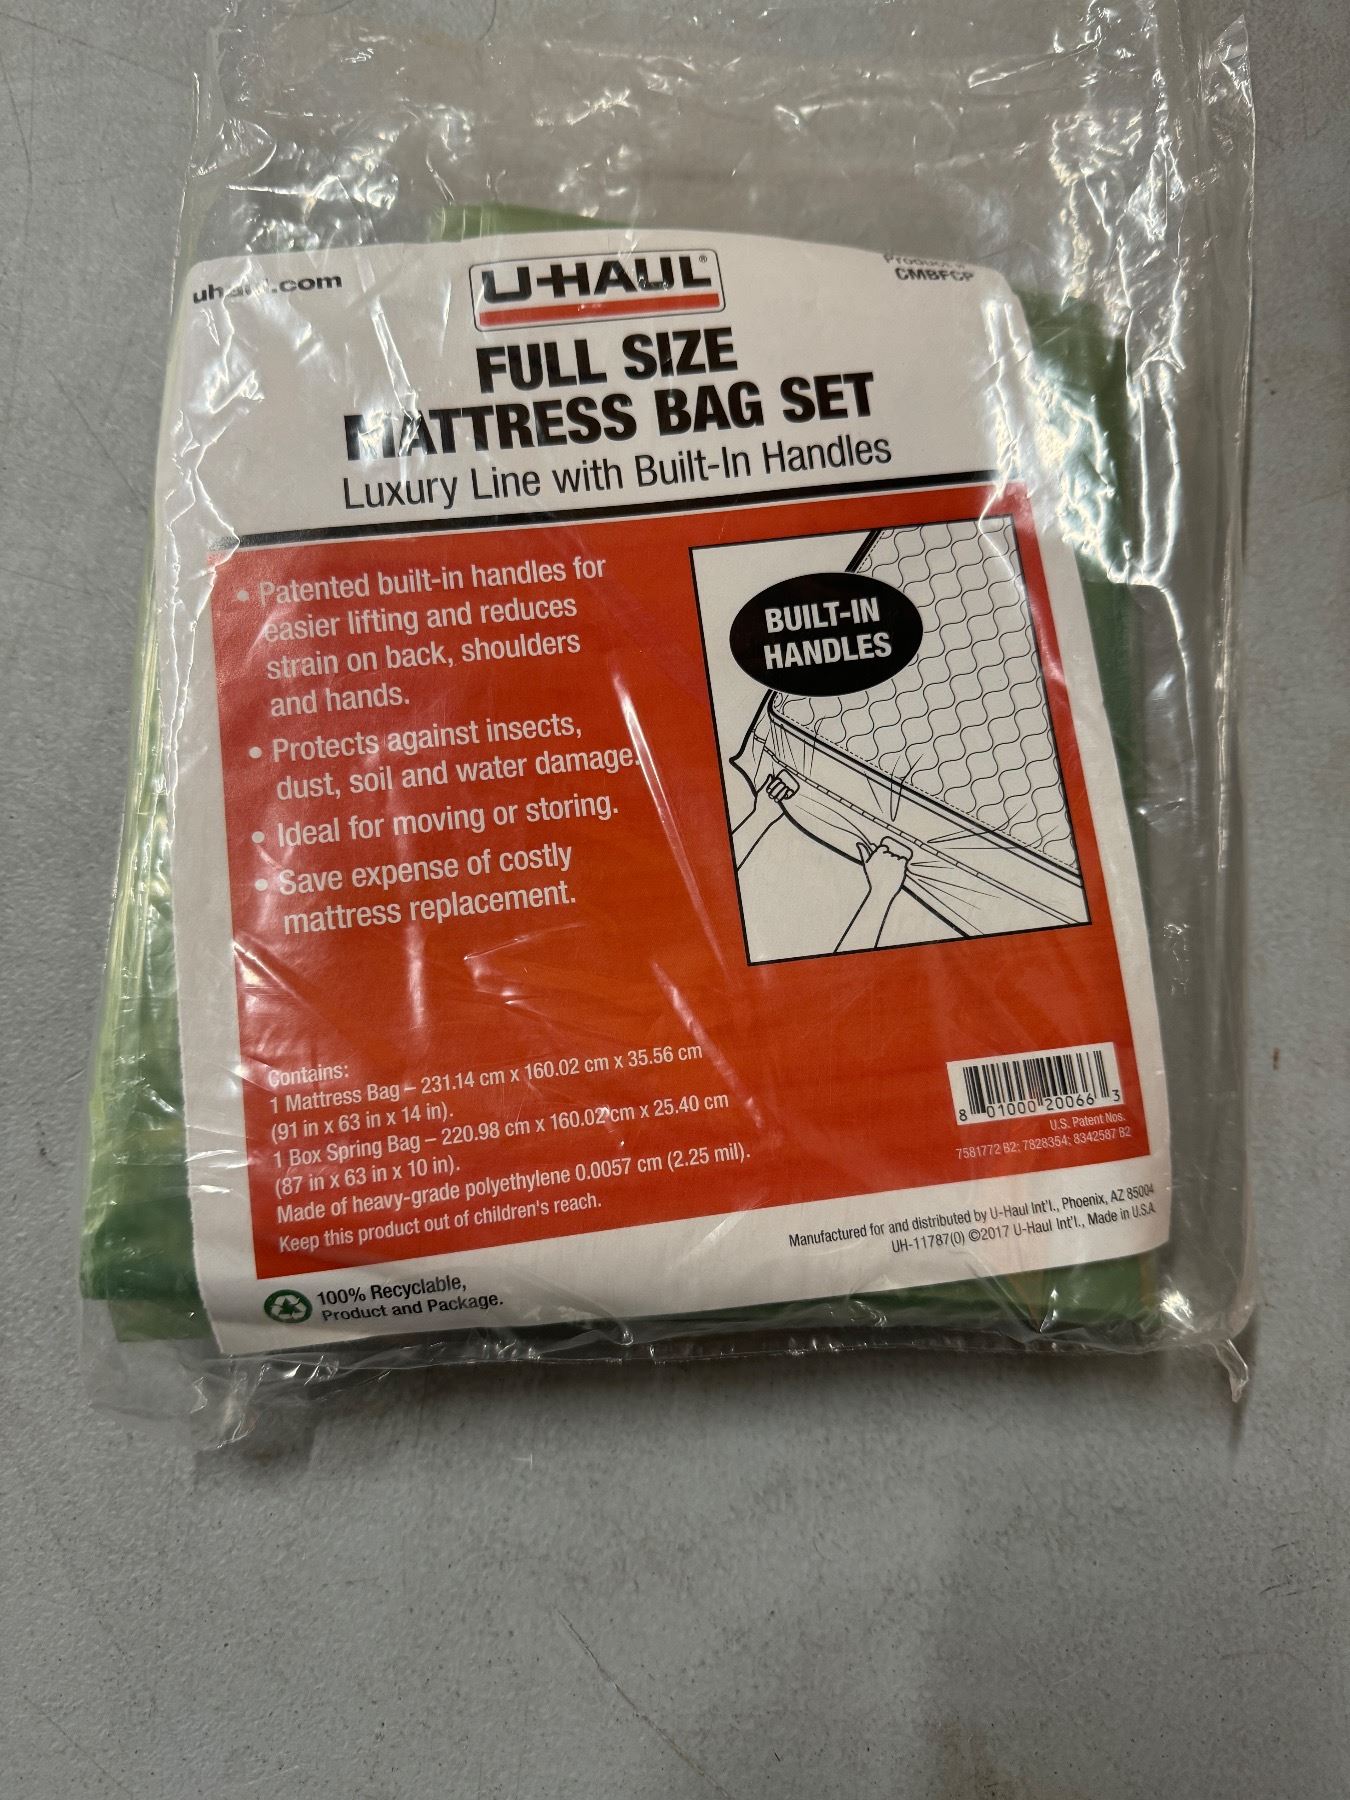 uhaul.com
U-HAUL®
CMBFCP
FULL SIZE
MATTRESS BAG SET
Luxury Line with Built-In Handles
• Patented built-in handles for
easier lifting and reduces
strain on back, shoulders
and hands.
• Protects against insects,
dust, soil and water damage.
• Ideal for moving or storing.
• Save expense of costly
mattress replacement.
BUILT-IN
HANDLES
Contains:
1 Mattress Bag – 231.14 cm x 160.02 cm x 35.56 cm
(91 in x 63 in x 14 in).
1 Box Spring Bag – 220.98 cm x 160.02 cm x 25.40 cm
(87 in x 63 in x 10 in).
Made of heavy-grade polyethylene 0.0057 cm (2.25 mil).
Keep this product out of children's reach.
8 01000 20066 3
U.S. Patent Nos.
7581772 B2; 7828354; 8342587 B2
100% Recyclable,
Product and Package.
Manufactured for and distributed by U-Haul Int'l., Phoenix, AZ 85004
UH-11787(0) ©2017 U-Haul Int'l., Made in U.S.A.